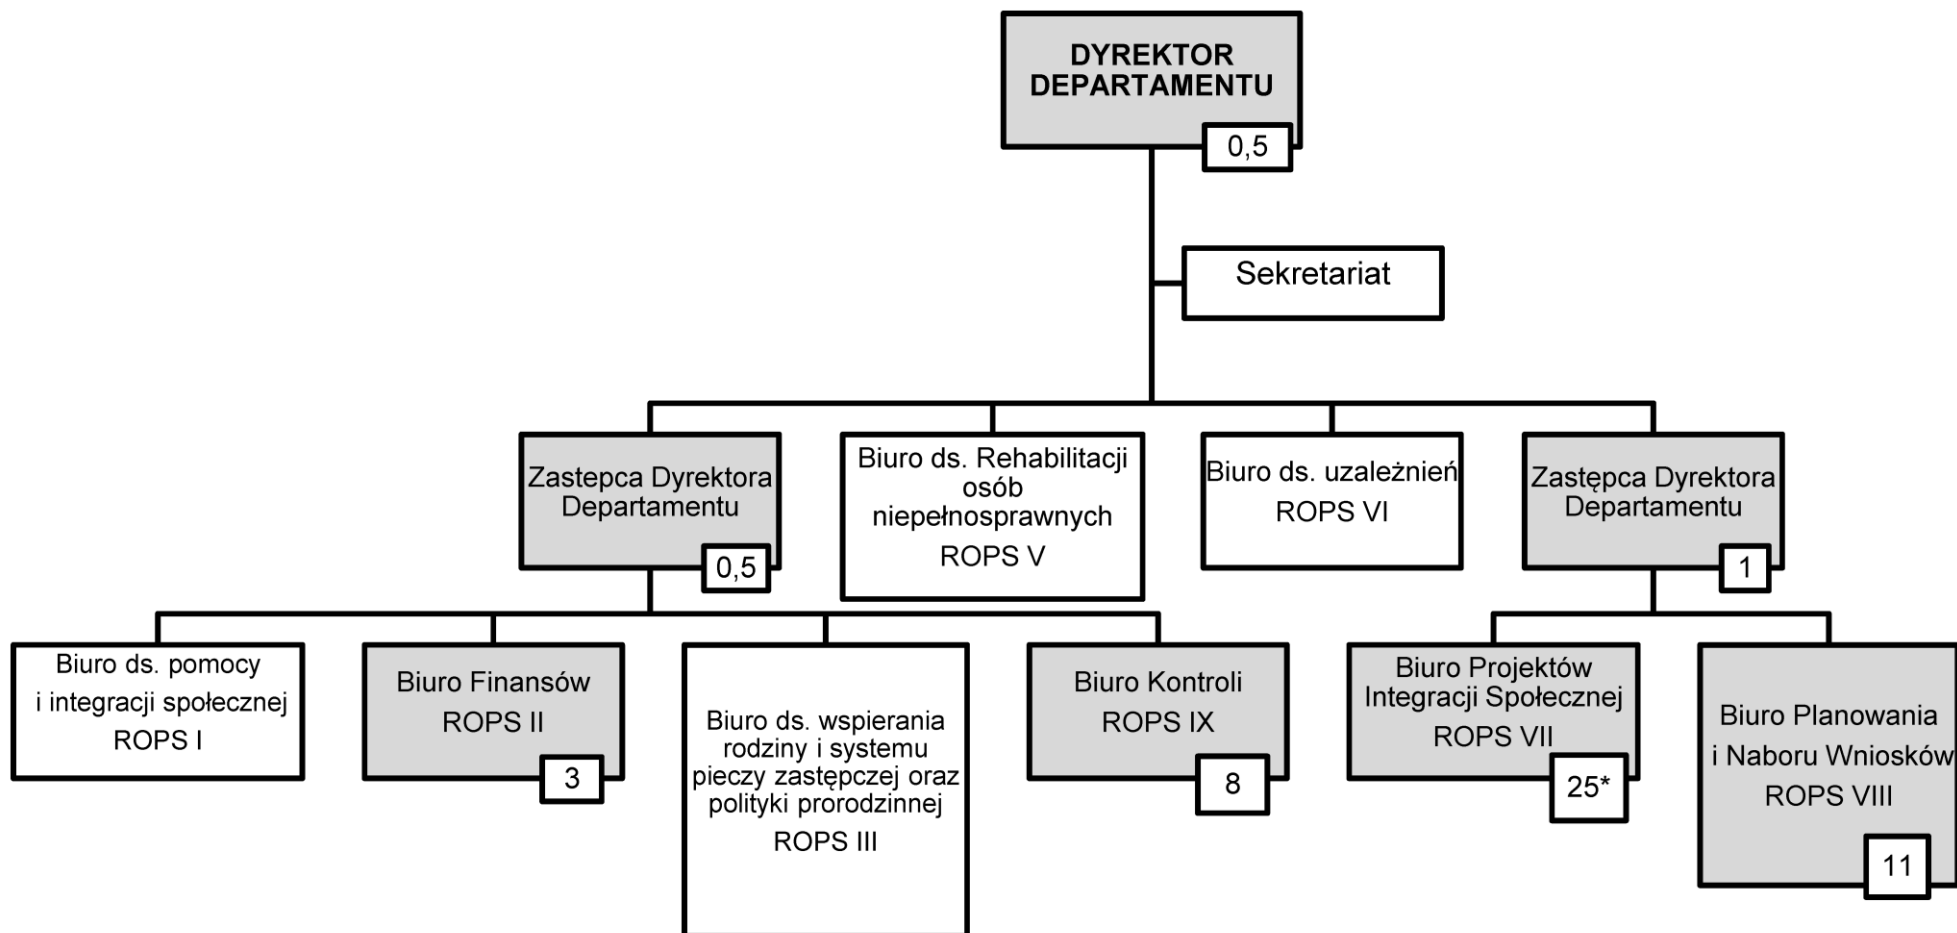 DYREKTOR
DEPARTAMENTU
0,5
Sekretariat
Zastepca Dyrektora
Departamentu
0,5
Biuro ds. Rehabilitacji
osób
niepełnosprawnych
ROPS V
Biuro ds. uzależnień
ROPS VI
Zastępca Dyrektora
Departamentu
1
Biuro ds. pomocy
i integracji społecznej
ROPS I
Biuro Finansów
ROPS II
3
Biuro ds. wspierania
rodziny i systemu
pieczy zastępczej oraz
polityki prorodzinnej
ROPS III
Biuro Kontroli
ROPS IX
8
Biuro Projektów
Integracji Społecznej
ROPS VII
25*
Biuro Planowania
i Naboru Wniosków
ROPS VIII
11